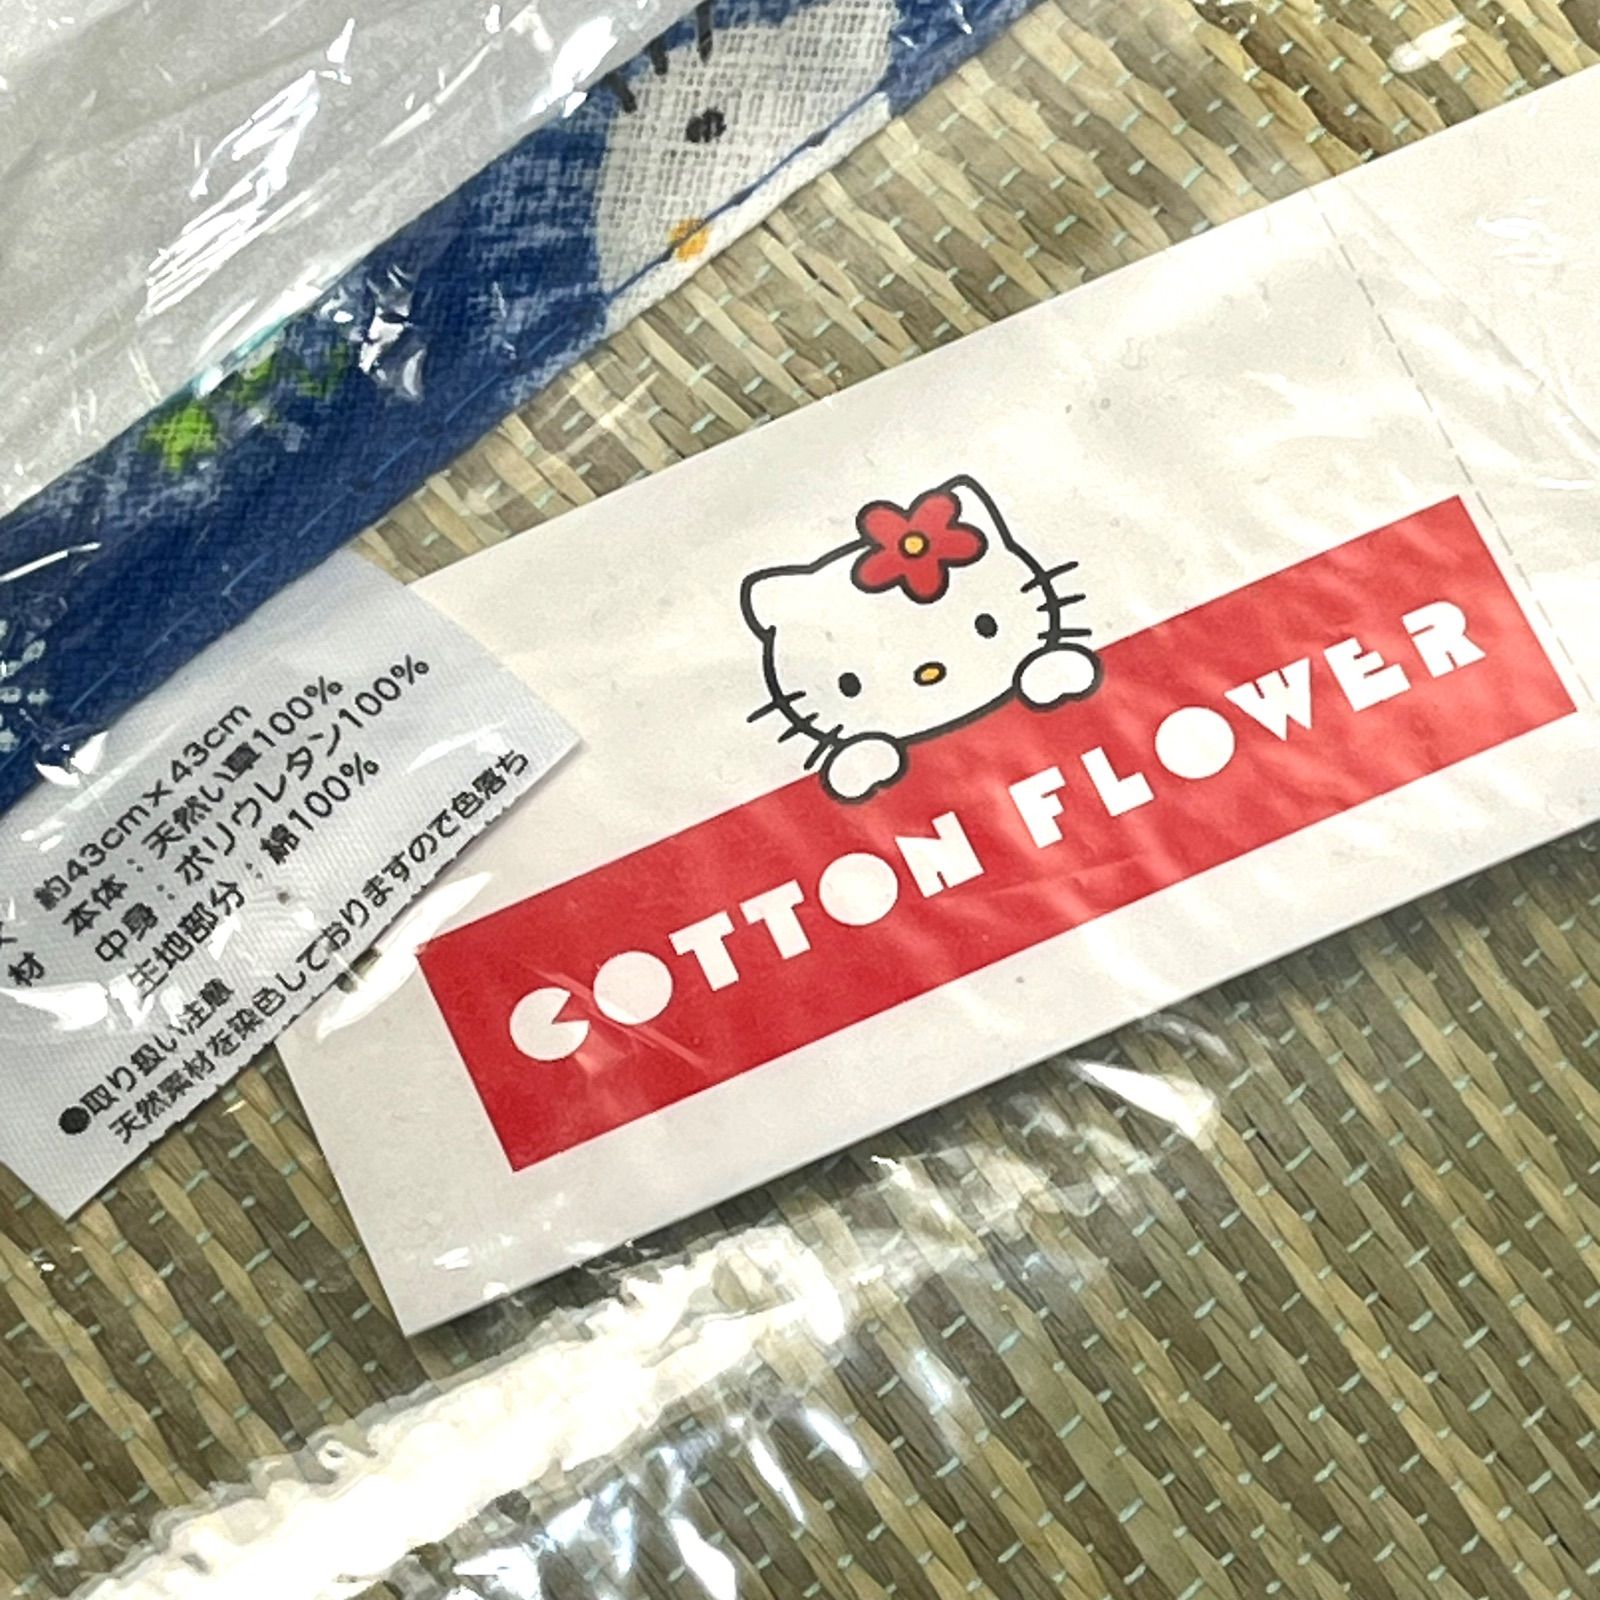 約43cm×43cm
材 本体：天然い草100%
中身：ポリウレタン100%
生地部分：綿100%
●取り扱い注意
天然素材を染色しておりますので色落ち
COTTON FLOWER